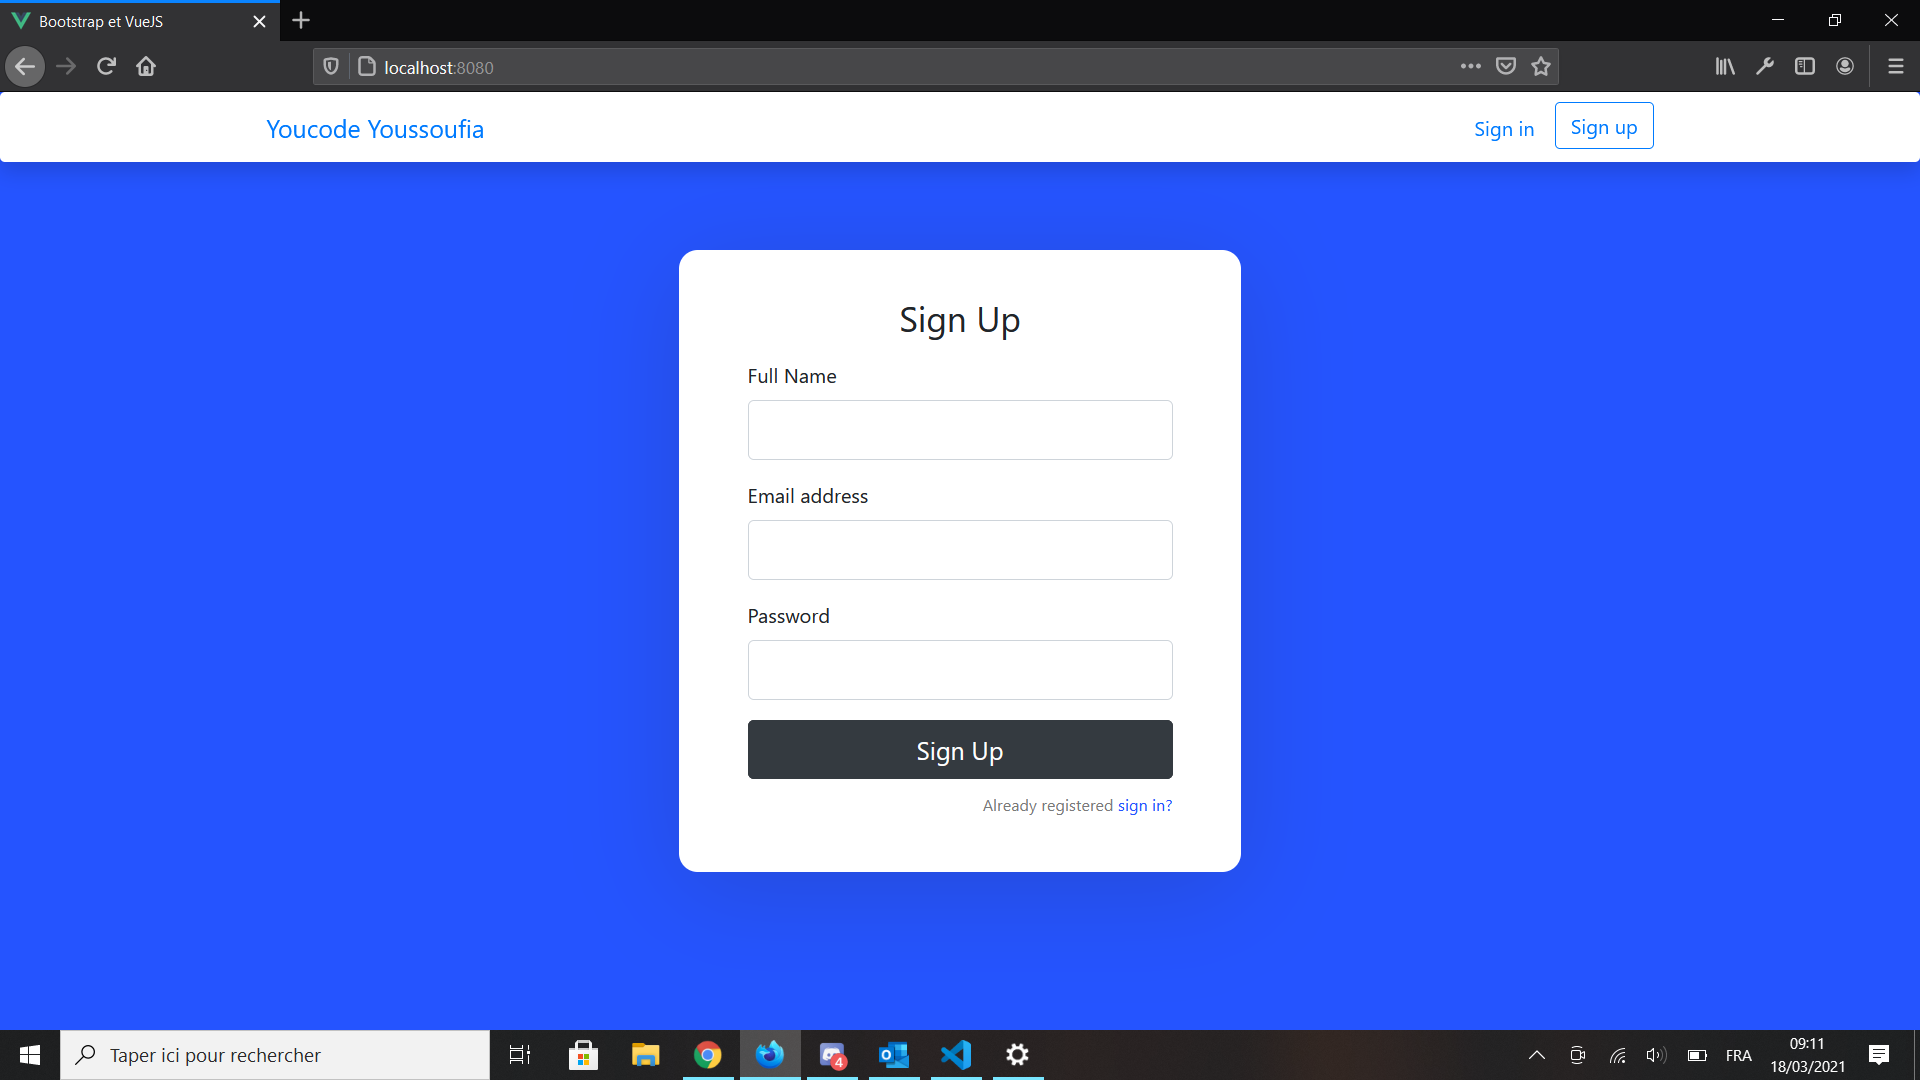 Bootstrap et VueJS
localhost:8080
Youcode Youssoufia
Sign in
Sign up
Sign Up
Full Name
Email address
Password
Sign Up
Already registered sign in?
Taper ici pour rechercher
4
FRA
09:11
18/03/2021